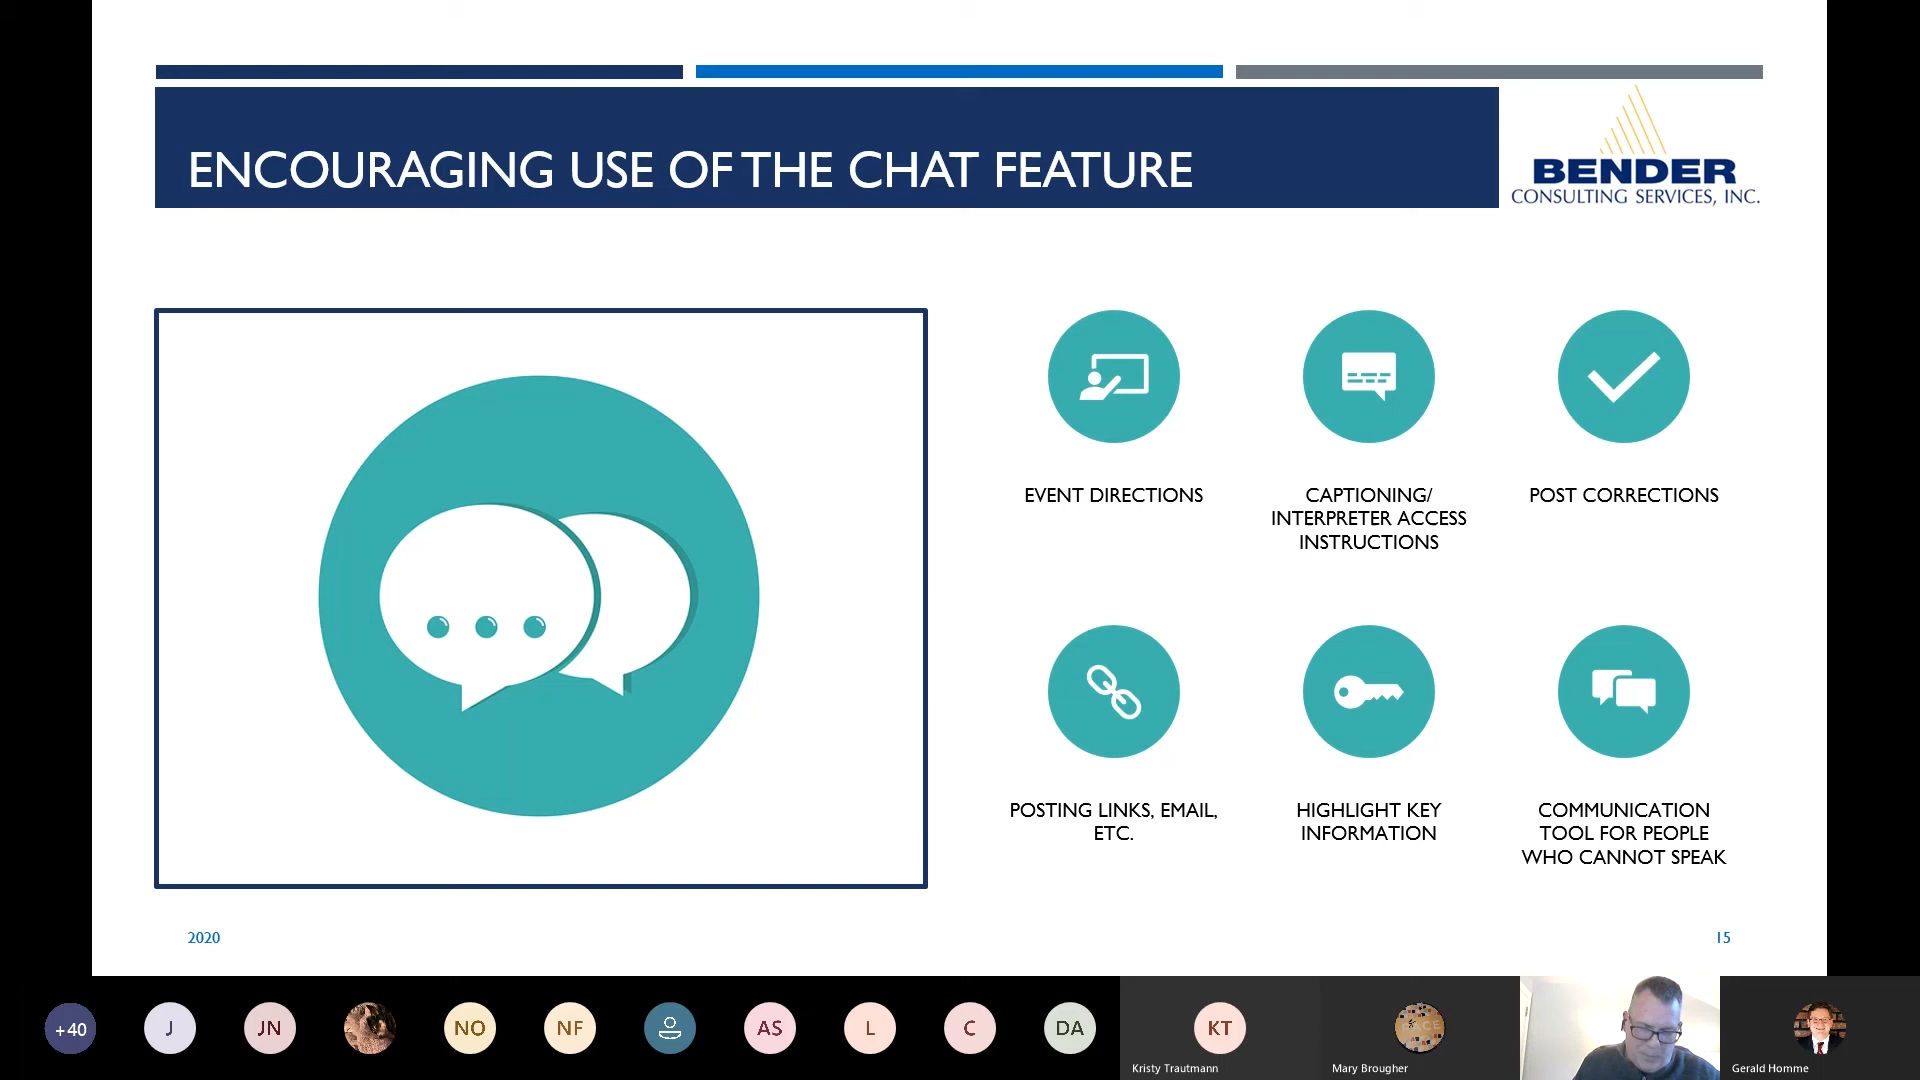 ENCOURAGING USE OF THE CHAT FEATURE
BENDER
CONSULTING SERVICES, INC.
EVENT DIRECTIONS
CAPTIONING/
INTERPRETER ACCESS
INSTRUCTIONS
POST CORRECTIONS
POSTING LINKS, EMAIL,
ETC.
HIGHLIGHT KEY
INFORMATION
COMMUNICATION
TOOL FOR PEOPLE
WHO CANNOT SPEAK
2020
15
+40
J
JN
NO
NF
AS
L
C
DA
KT
Kristy Trautmann
PACE
Mary Brougher
Gerald Homme